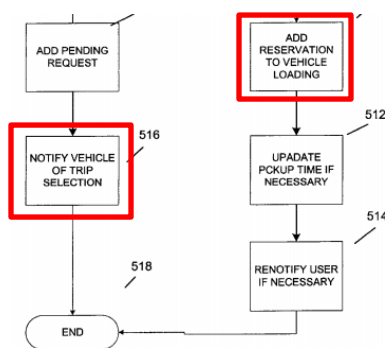 ADD PENDING
REQUEST
ADD
RESERVATION
TO VEHICLE
LOADING
516
NOTIFY VEHICLE
OF TRIP
SELECTION
512
UPADATE
PCKUP TIME IF
NECESSARY
514
RENOTIFY USER
IF NECESSARY
518
END